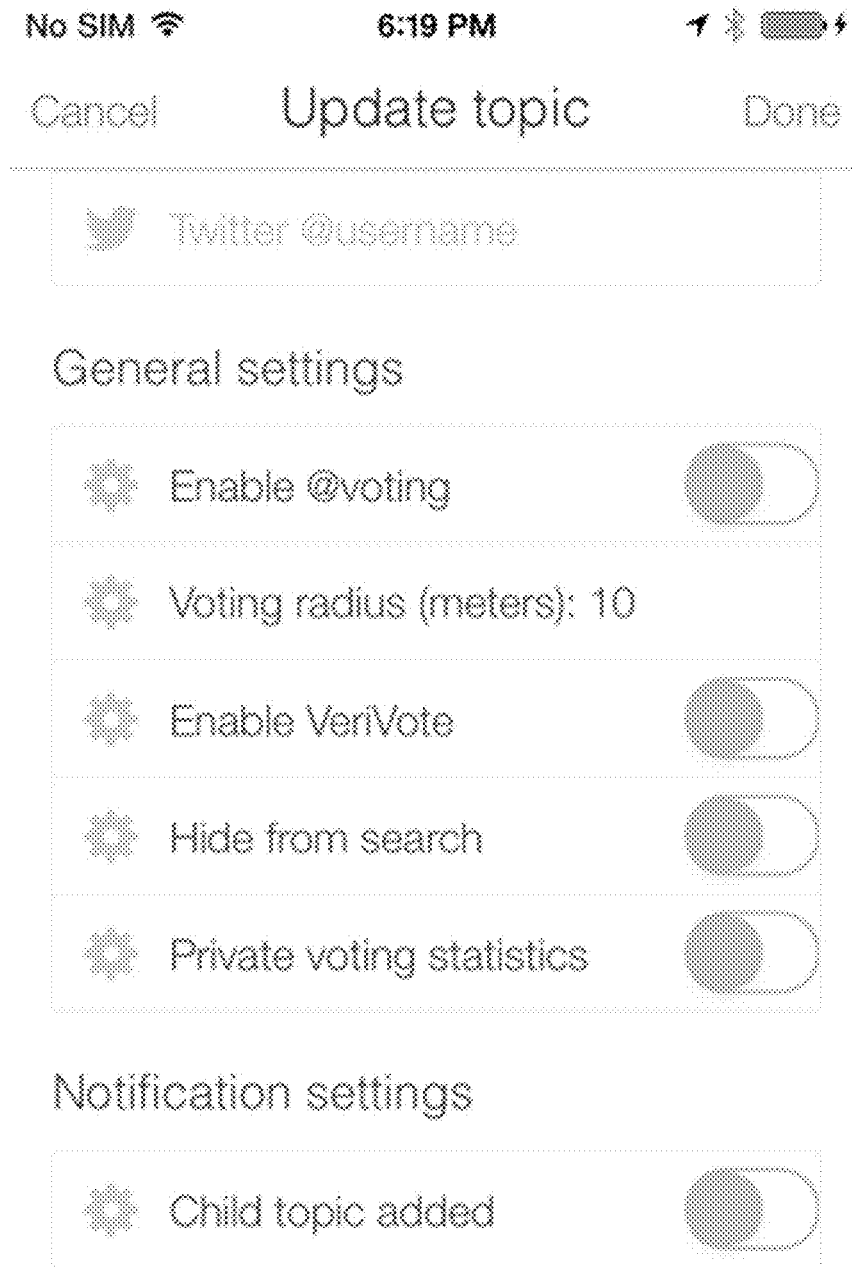 No SIM 6:19 PM
Cancel Update topic Done
Twitter @username
General settings
Enable @voting
Voting radius (meters): 10
Enable VeriVote
Hide from search
Private voting statistics
Notification settings
Child topic added